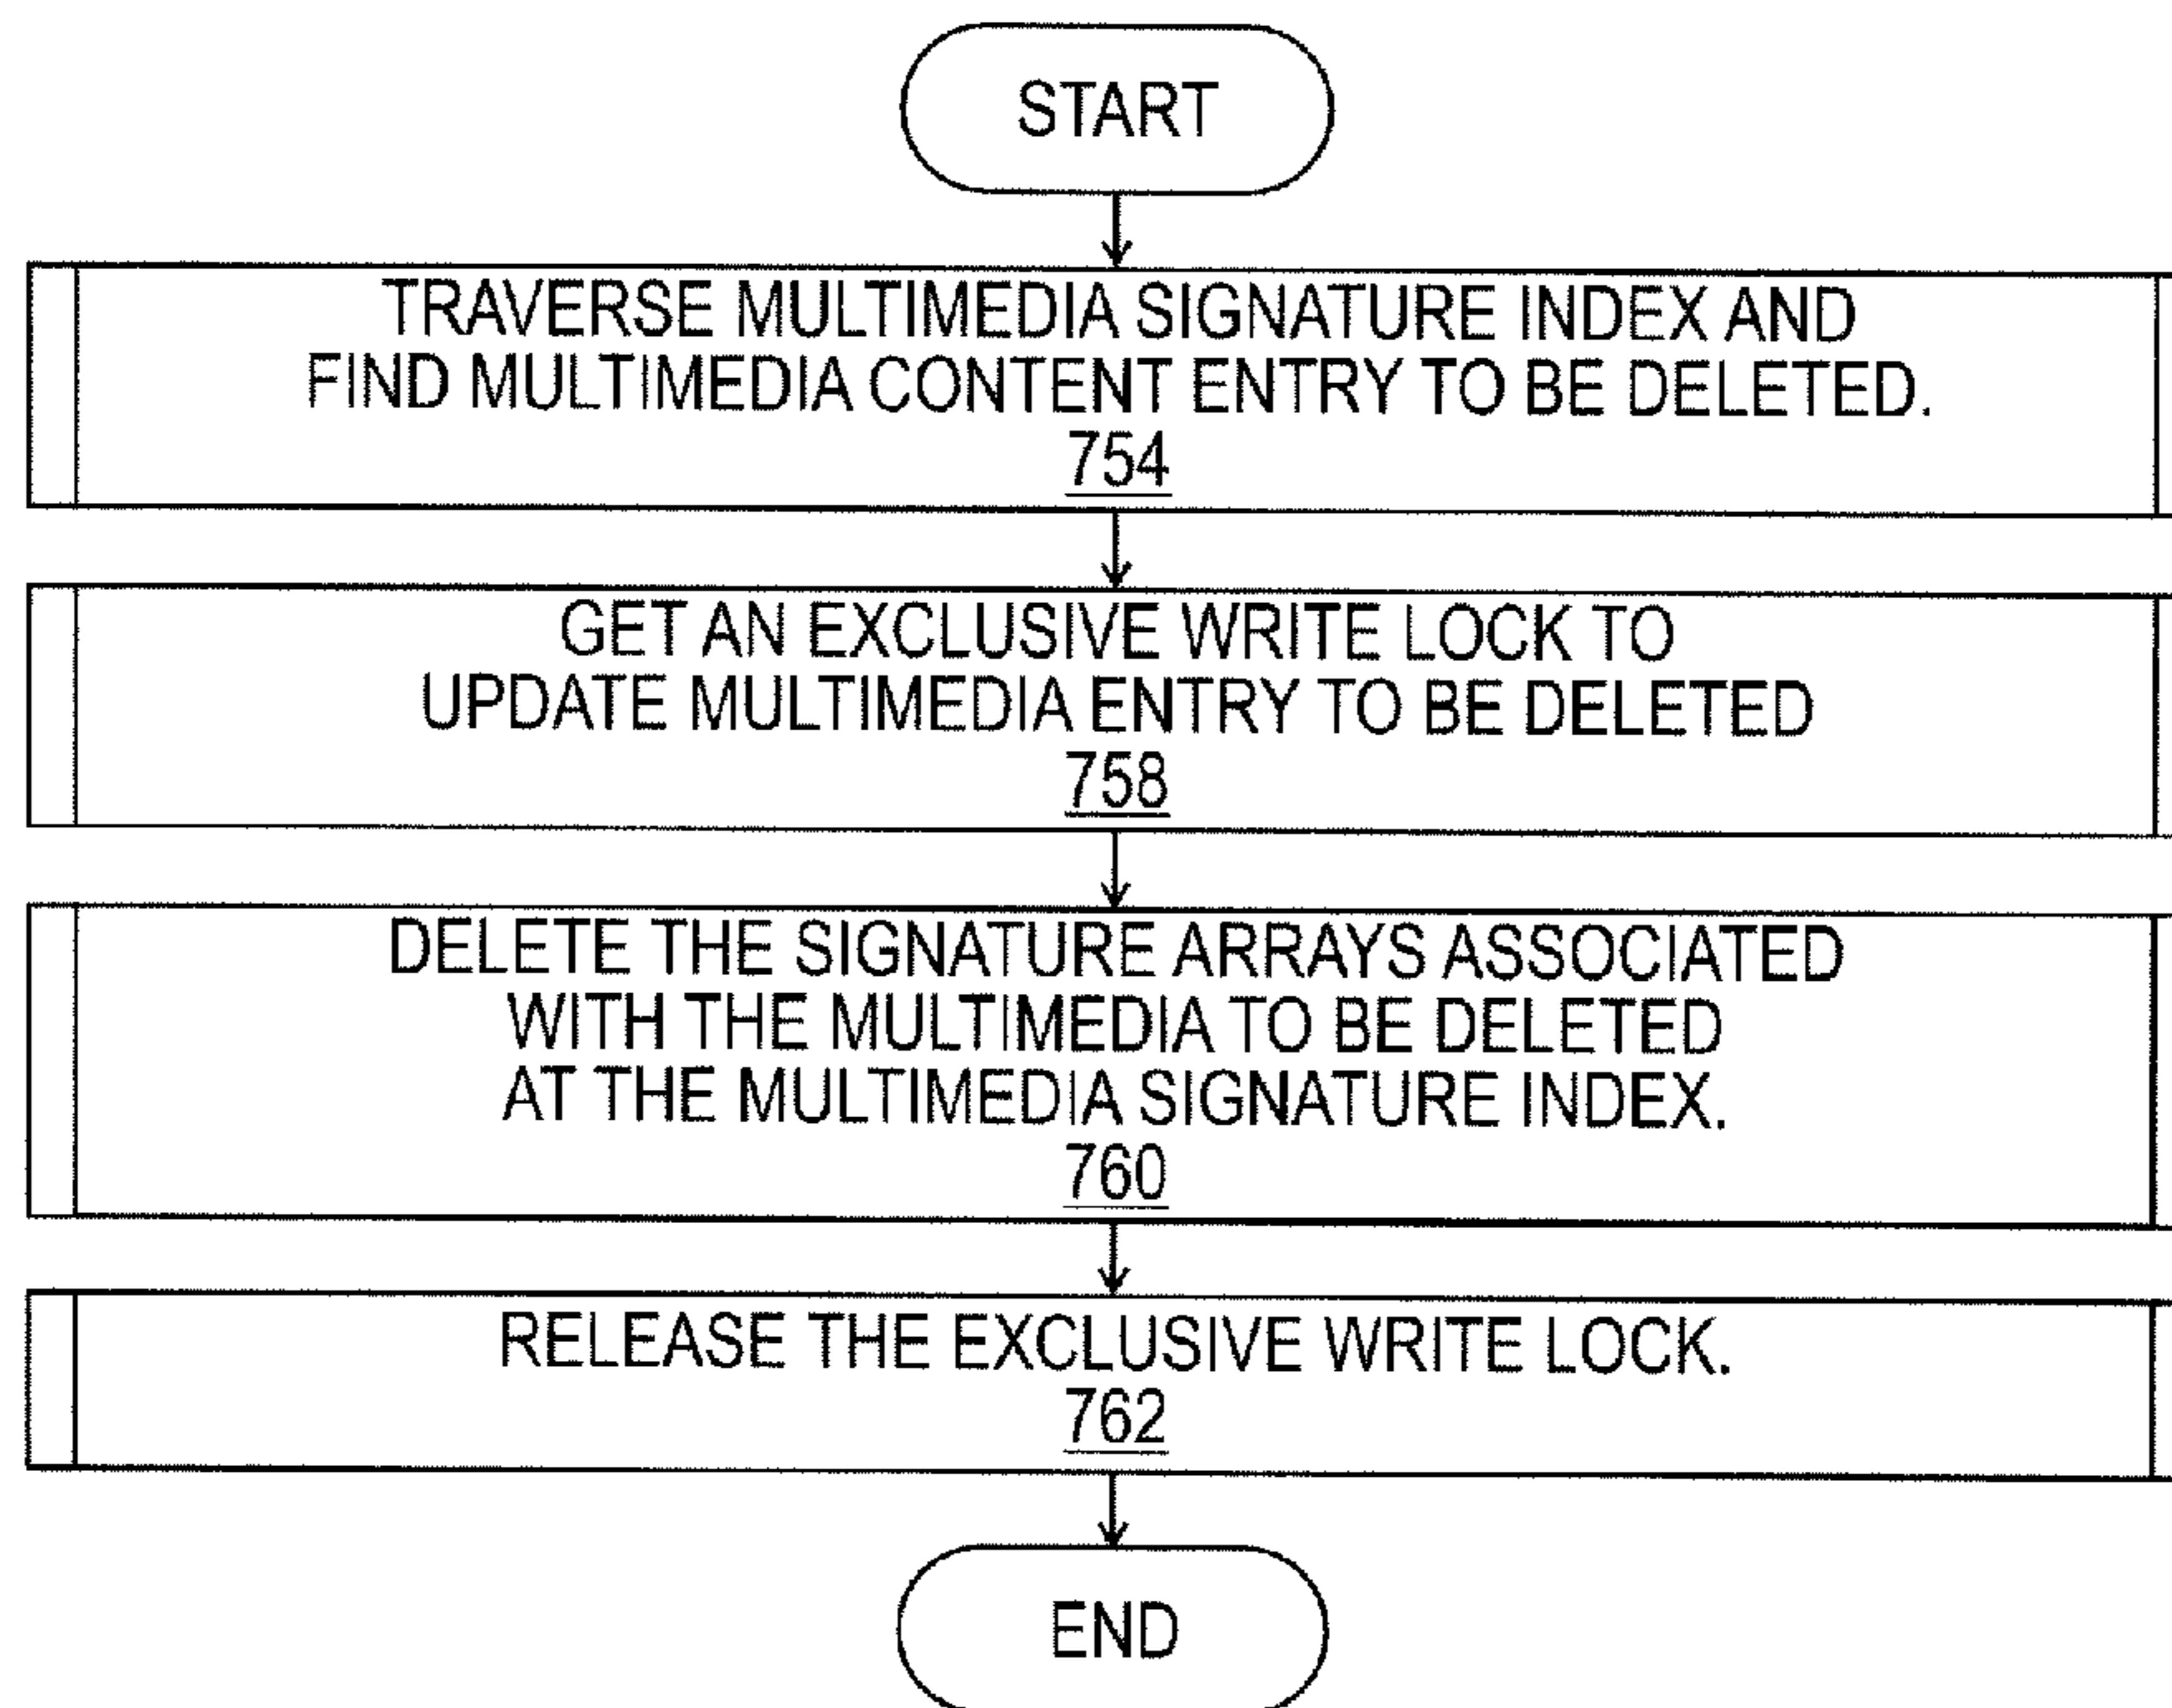 START
TRAVERSE MULTIMEDIA SIGNATURE INDEX AND
FIND MULTIMEDIA CONTENT ENTRY TO BE DELETED.
754
GET AN EXCLUSIVE WRITE LOCK TO
UPDATE MULTIMEDIA ENTRY TO BE DELETED
758
DELETE THE SIGNATURE ARRAYS ASSOCIATED
WITH THE MULTIMEDIA TO BE DELETED
AT THE MULTIMEDIA SIGNATURE INDEX.
760
RELEASE THE EXCLUSIVE WRITE LOCK.
762
END